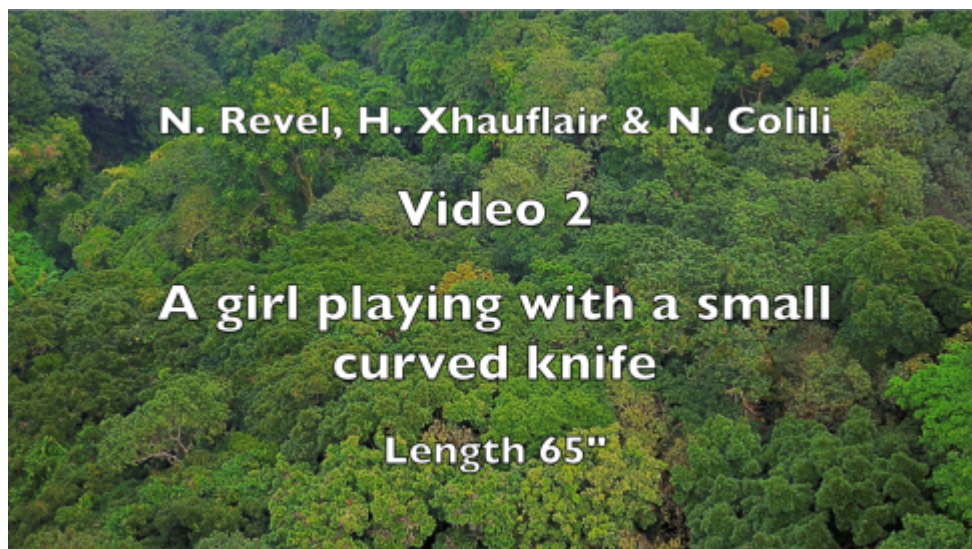 N. Revel, H. Xhauflair & N. Colili
Video 2
A girl playing with a small
curved knife
Length 65"